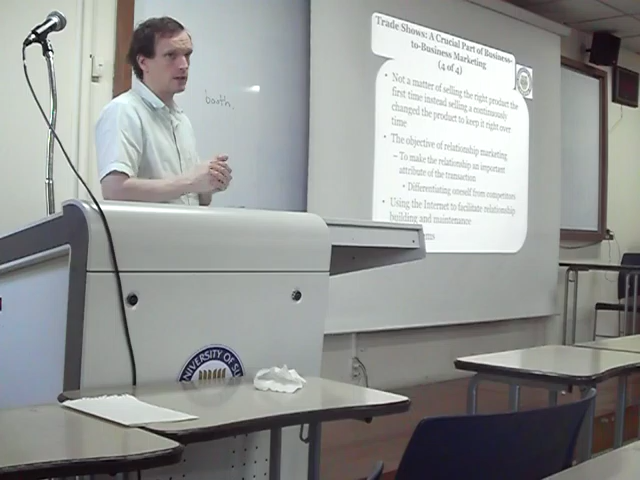 Trade Shows: A Crucial Part of Business-
to-Business Marketing
(4 of 4)
• Not a matter of selling the right product the
first time instead selling a continuously
changed the product to keep it right over
time
• The objective of relationship marketing
– To make the relationship an important
attribute of the transaction
• Differentiating oneself from competitors
• Using the Internet to facilitate relationship
building and maintenance
booth
UNIVERSITY OF